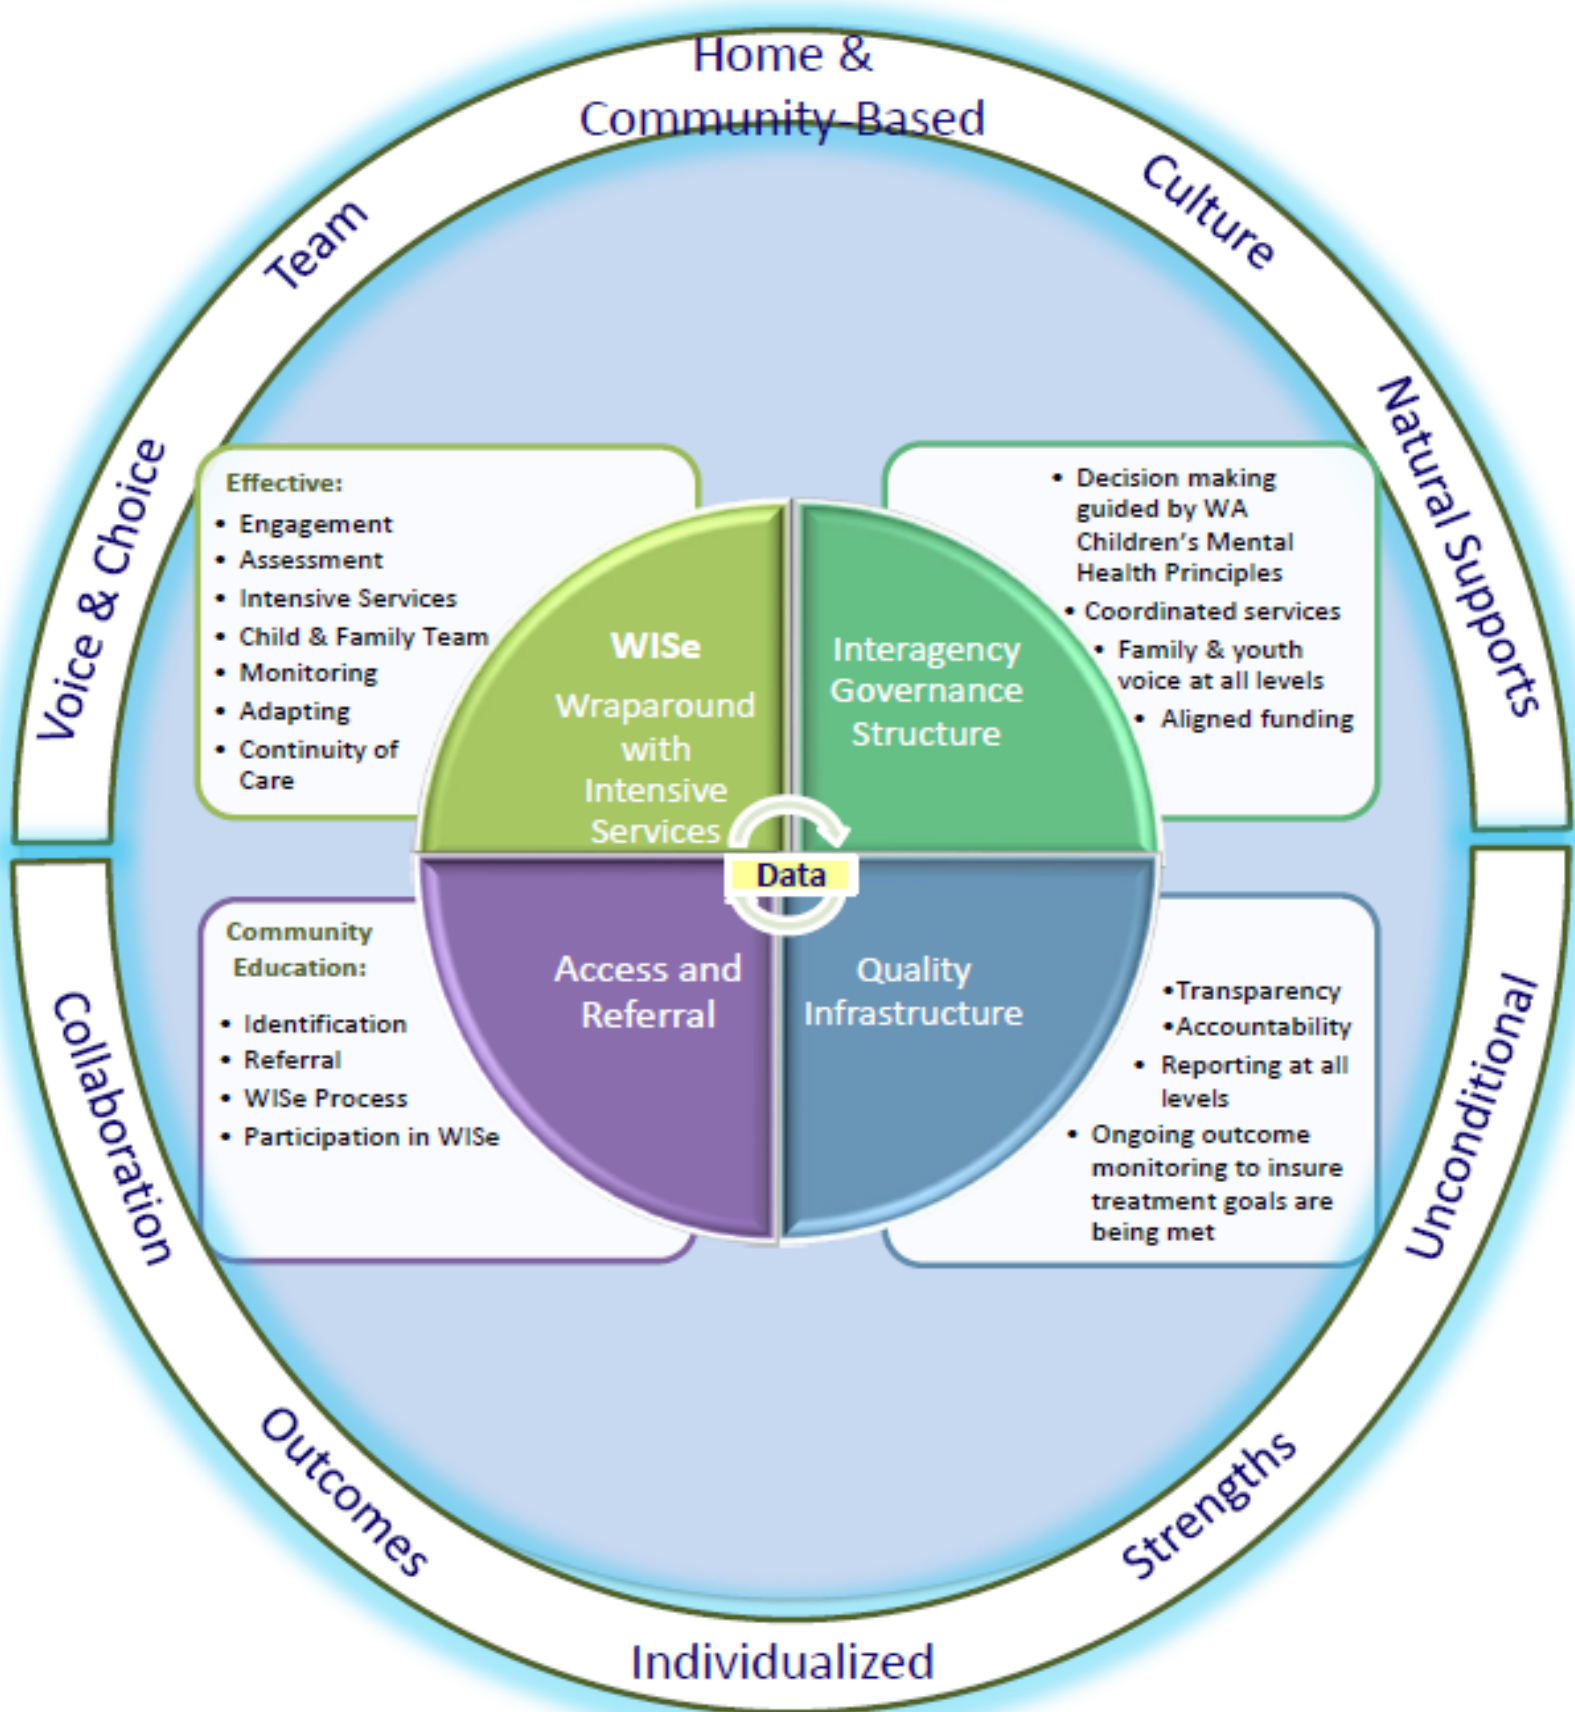 Home &
Community-Based
Team
Culture
Voice & Choice
Natural Supports
Effective:
• Engagement
• Assessment
• Intensive Services
• Child & Family Team
• Monitoring
• Adapting
• Continuity of
Care
WISe
Wraparound
with
Intensive
Services
Interagency
Governance
Structure
• Decision making
guided by WA
Children's Mental
Health Principles
• Coordinated services
• Family & youth
voice at all levels
• Aligned funding
Data
Community
Education:
• Identification
• Referral
• WISe Process
• Participation in WISe
Access and
Referral
Quality
Infrastructure
•Transparency
•Accountability
• Reporting at all
levels
• Ongoing outcome
monitoring to insure
treatment goals are
being met
Collaboration
Unconditional
Outcomes
Strengths
Individualized